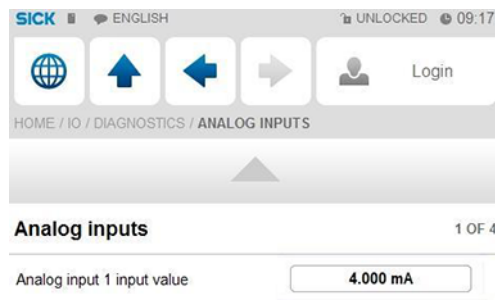 SICK ENGLISH UNLOCKED 09:17
Login
HOME / IO / DIAGNOSTICS / ANALOG INPUTS
Analog inputs 1 OF 4
Analog input 1 input value 4.000 mA